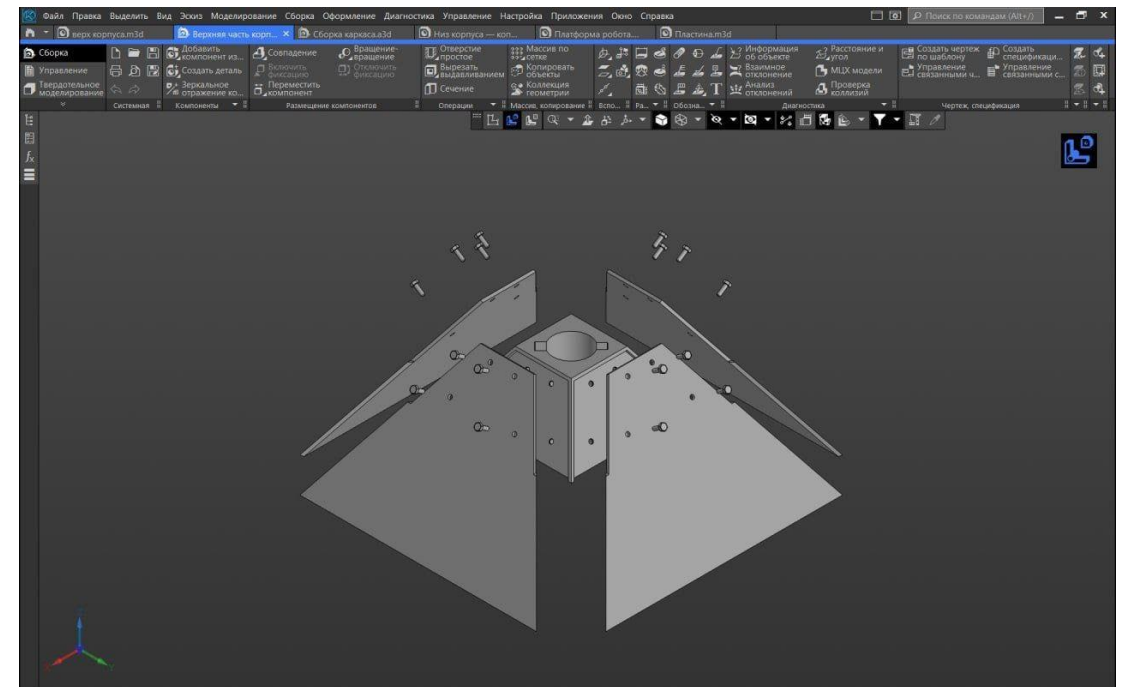 Файл Правка Выделить Вид Эскиз Моделирование Сборка Оформление Диагностика Управление Настройка Приложения Окно Справка Поиск по командам (Alt+/)
верх корпуса.m3d Верхняя часть корп... Сборка каркаса.a3d Низ корпуса — коп... Платформа робота.... Пластина.m3d
Сборка
Управление
Твердотельное моделирование
Системная
Добавить компонент из...
Создать деталь
Зеркальное отражение ко...
Компоненты
Совпадение
Включить фиксацию
Переместить компонент
Вращение-вращение
Отключить фиксацию
Размещение компонентов
Отверстие простое
Вырезать выдавливанием
Сечение
Операции
Массив по сетке
Копировать объекты
Коллекция геометрии
Массив, копирование
Вспо...
Ра...
Обозна...
Информация об объекте
Взаимное отклонение
Анализ отклонений
Расстояние и угол
МЦХ модели
Проверка коллизий
Диагностика
Создать чертеж по шаблону
Управление связанными ч...
Создать спецификаци...
Управление связанными с...
Чертеж, спецификация